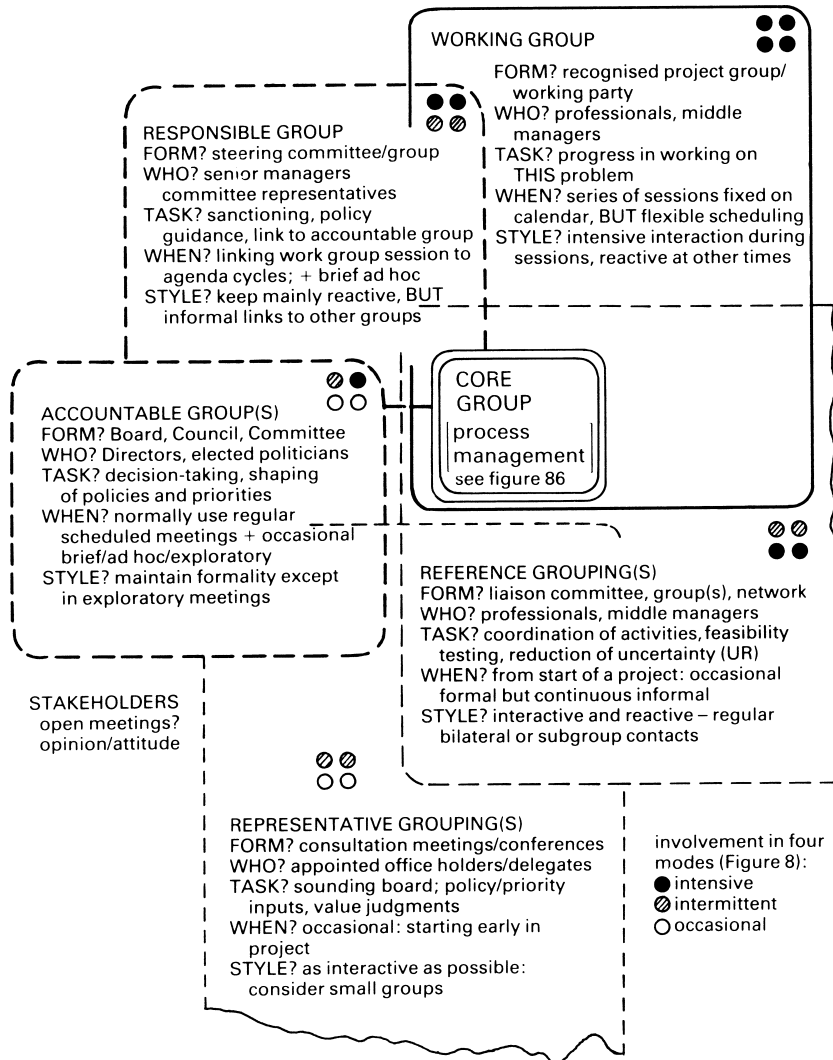 WORKING GROUP
FORM? recognised project group/
working party
WHO? professionals, middle
managers
TASK? progress in working on
THIS problem
WHEN? series of sessions fixed on
calendar, BUT flexible scheduling
STYLE? intensive interaction during
sessions, reactive at other times
RESPONSIBLE GROUP
FORM? steering committee/group
WHO? senior managers
committee representatives
TASK? sanctioning, policy
guidance, link to accountable group
WHEN? linking work group session to
agenda cycles; + brief ad hoc
STYLE? keep mainly reactive, BUT
informal links to other groups
CORE
GROUP
process
management
see figure 86
ACCOUNTABLE GROUP(S)
FORM? Board, Council, Committee
WHO? Directors, elected politicians
TASK? decision-taking, shaping
of policies and priorities
WHEN? normally use regular
scheduled meetings + occasional
brief/ad hoc/exploratory
STYLE? maintain formality except
in exploratory meetings
REFERENCE GROUPING(S)
FORM? liaison committee, group(s), network
WHO? professionals, middle managers
TASK? coordination of activities, feasibility
testing, reduction of uncertainty (UR)
WHEN? from start of a project: occasional
formal but continuous informal
STYLE? interactive and reactive – regular
bilateral or subgroup contacts
STAKEHOLDERS
open meetings?
opinion/attitude
REPRESENTATIVE GROUPING(S)
FORM? consultation meetings/conferences
WHO? appointed office holders/delegates
TASK? sounding board; policy/priority
inputs, value judgments
WHEN? occasional: starting early in
project
STYLE? as interactive as possible:
consider small groups
involvement in four
modes (Figure 8):
intensive
intermittent
occasional